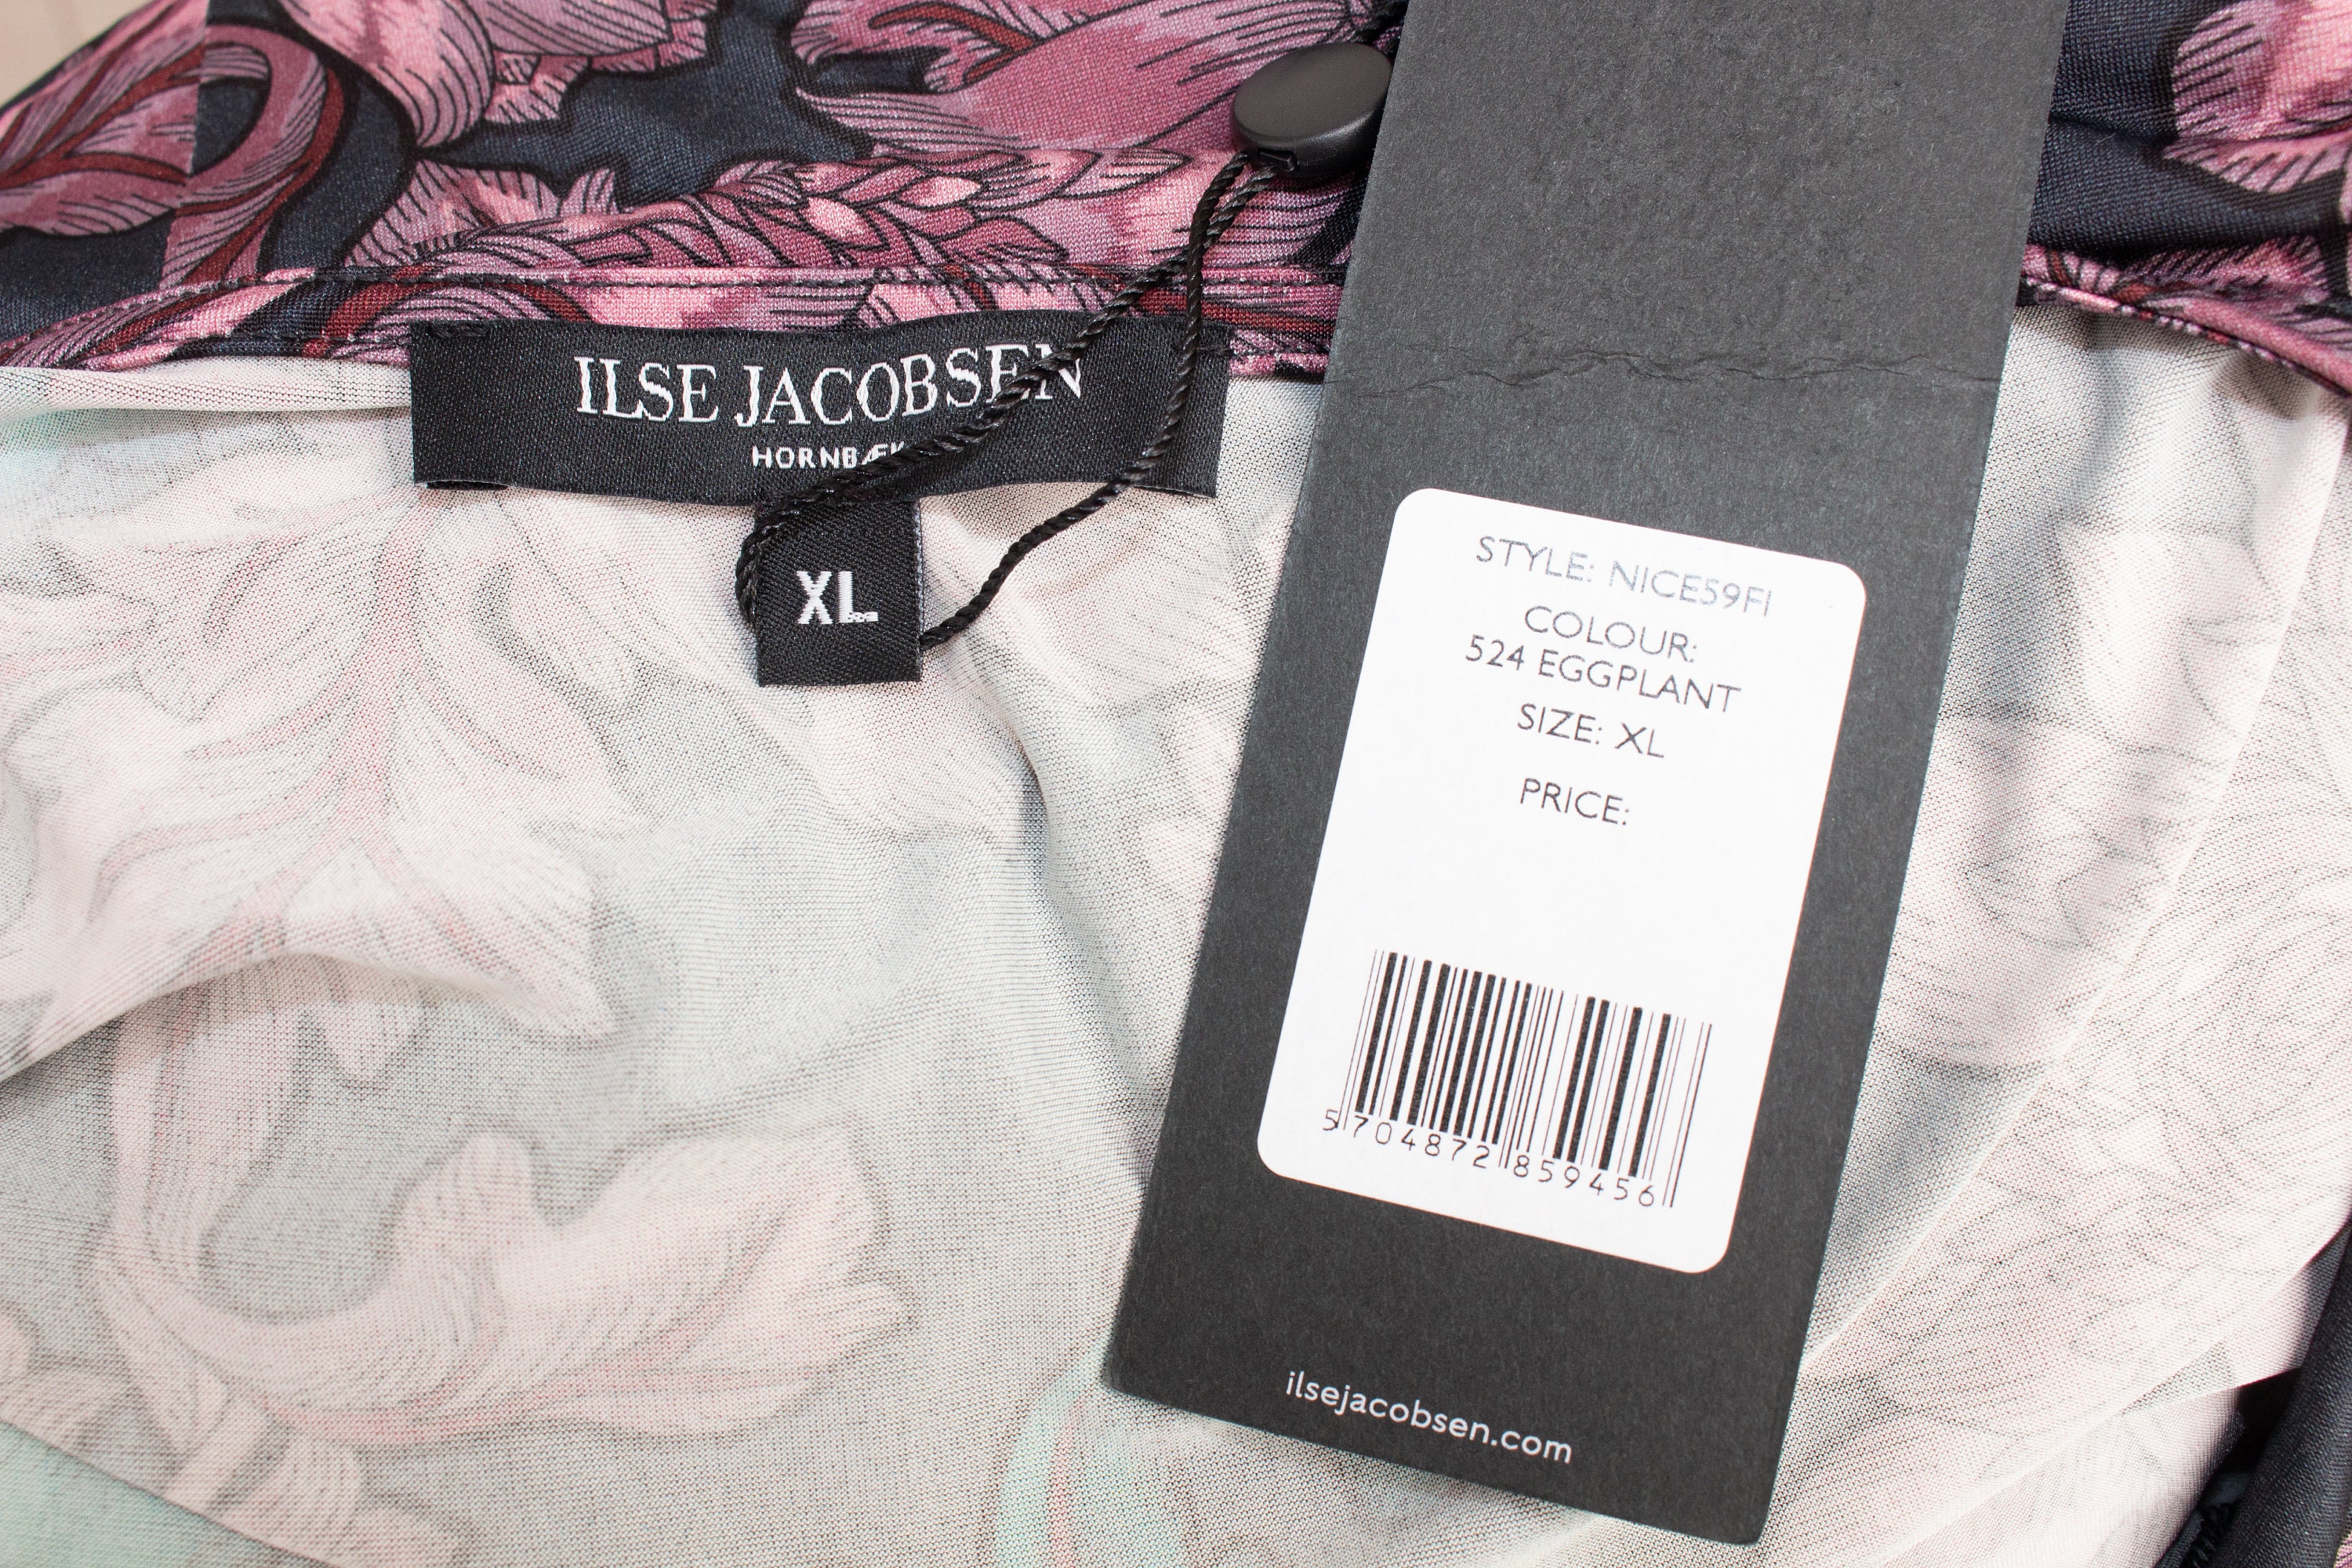 ILSE JACOBSEN
HORNBÆK
XL
STYLE: NICE59FI
COLOUR:
524 EGGPLANT
SIZE: XL
PRICE:
5704872859456
ilsejacobsen.com